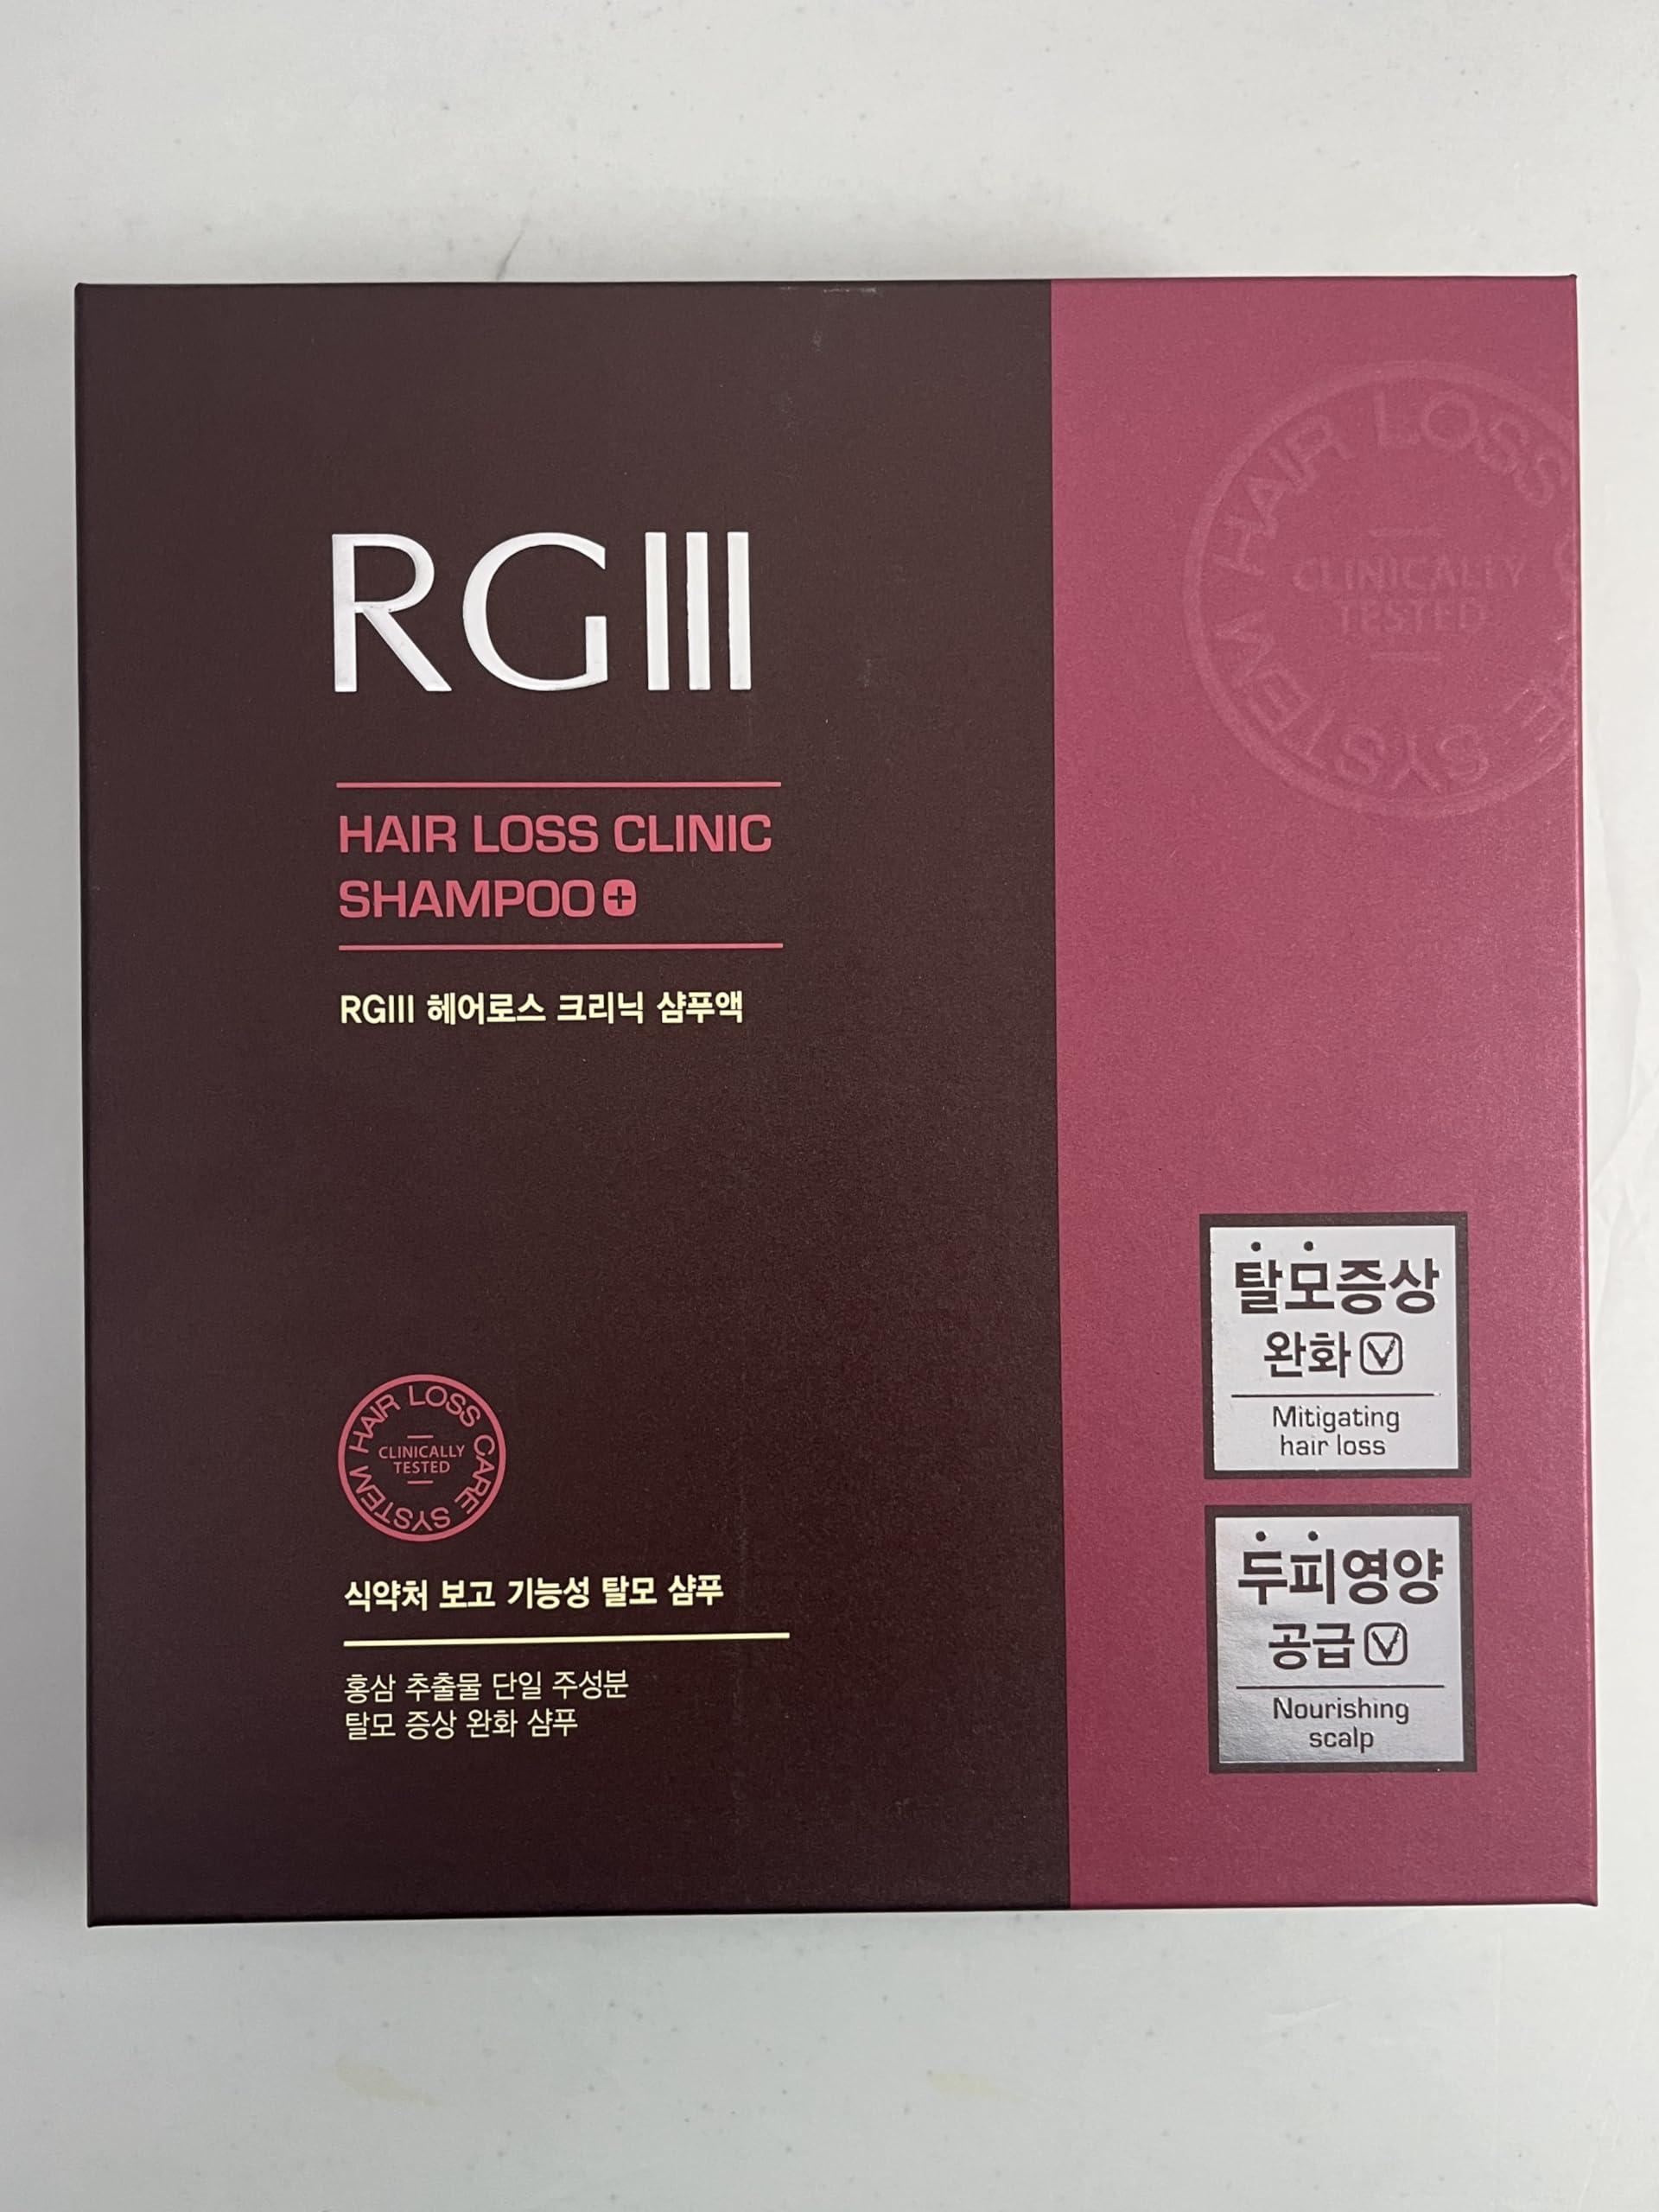 RGIII
HAIR LOSS CLINIC
SHAMPOO+
RGIII 헤어로스 크리닉 샴푸액
HAIR LOSS CARE SYSTEM
CLINICALLY
TESTED
식약처 보고 기능성 탈모 샴푸
홍삼 추출물 단일 주성분
탈모 증상 완화 샴푸
HAIR LOSS CARE SYSTEM
CLINICALLY
TESTED
탈모증상
완화
Mitigating
hair loss
두피영양
공급
Nourishing
scalp